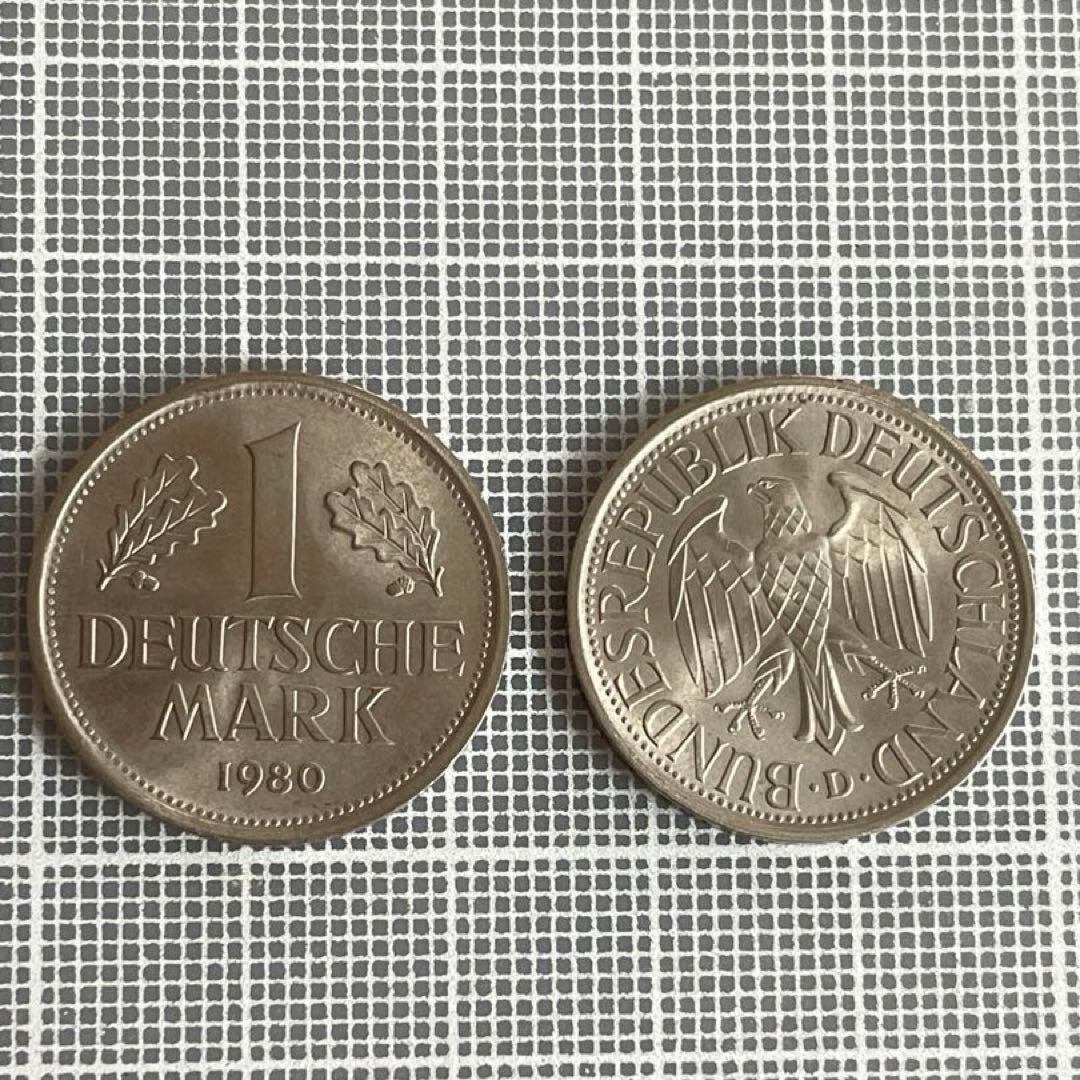 1
DEUTSCHE
MARK
1980
BUNDESREPUBLIK DEUTSCHLAND
·D·